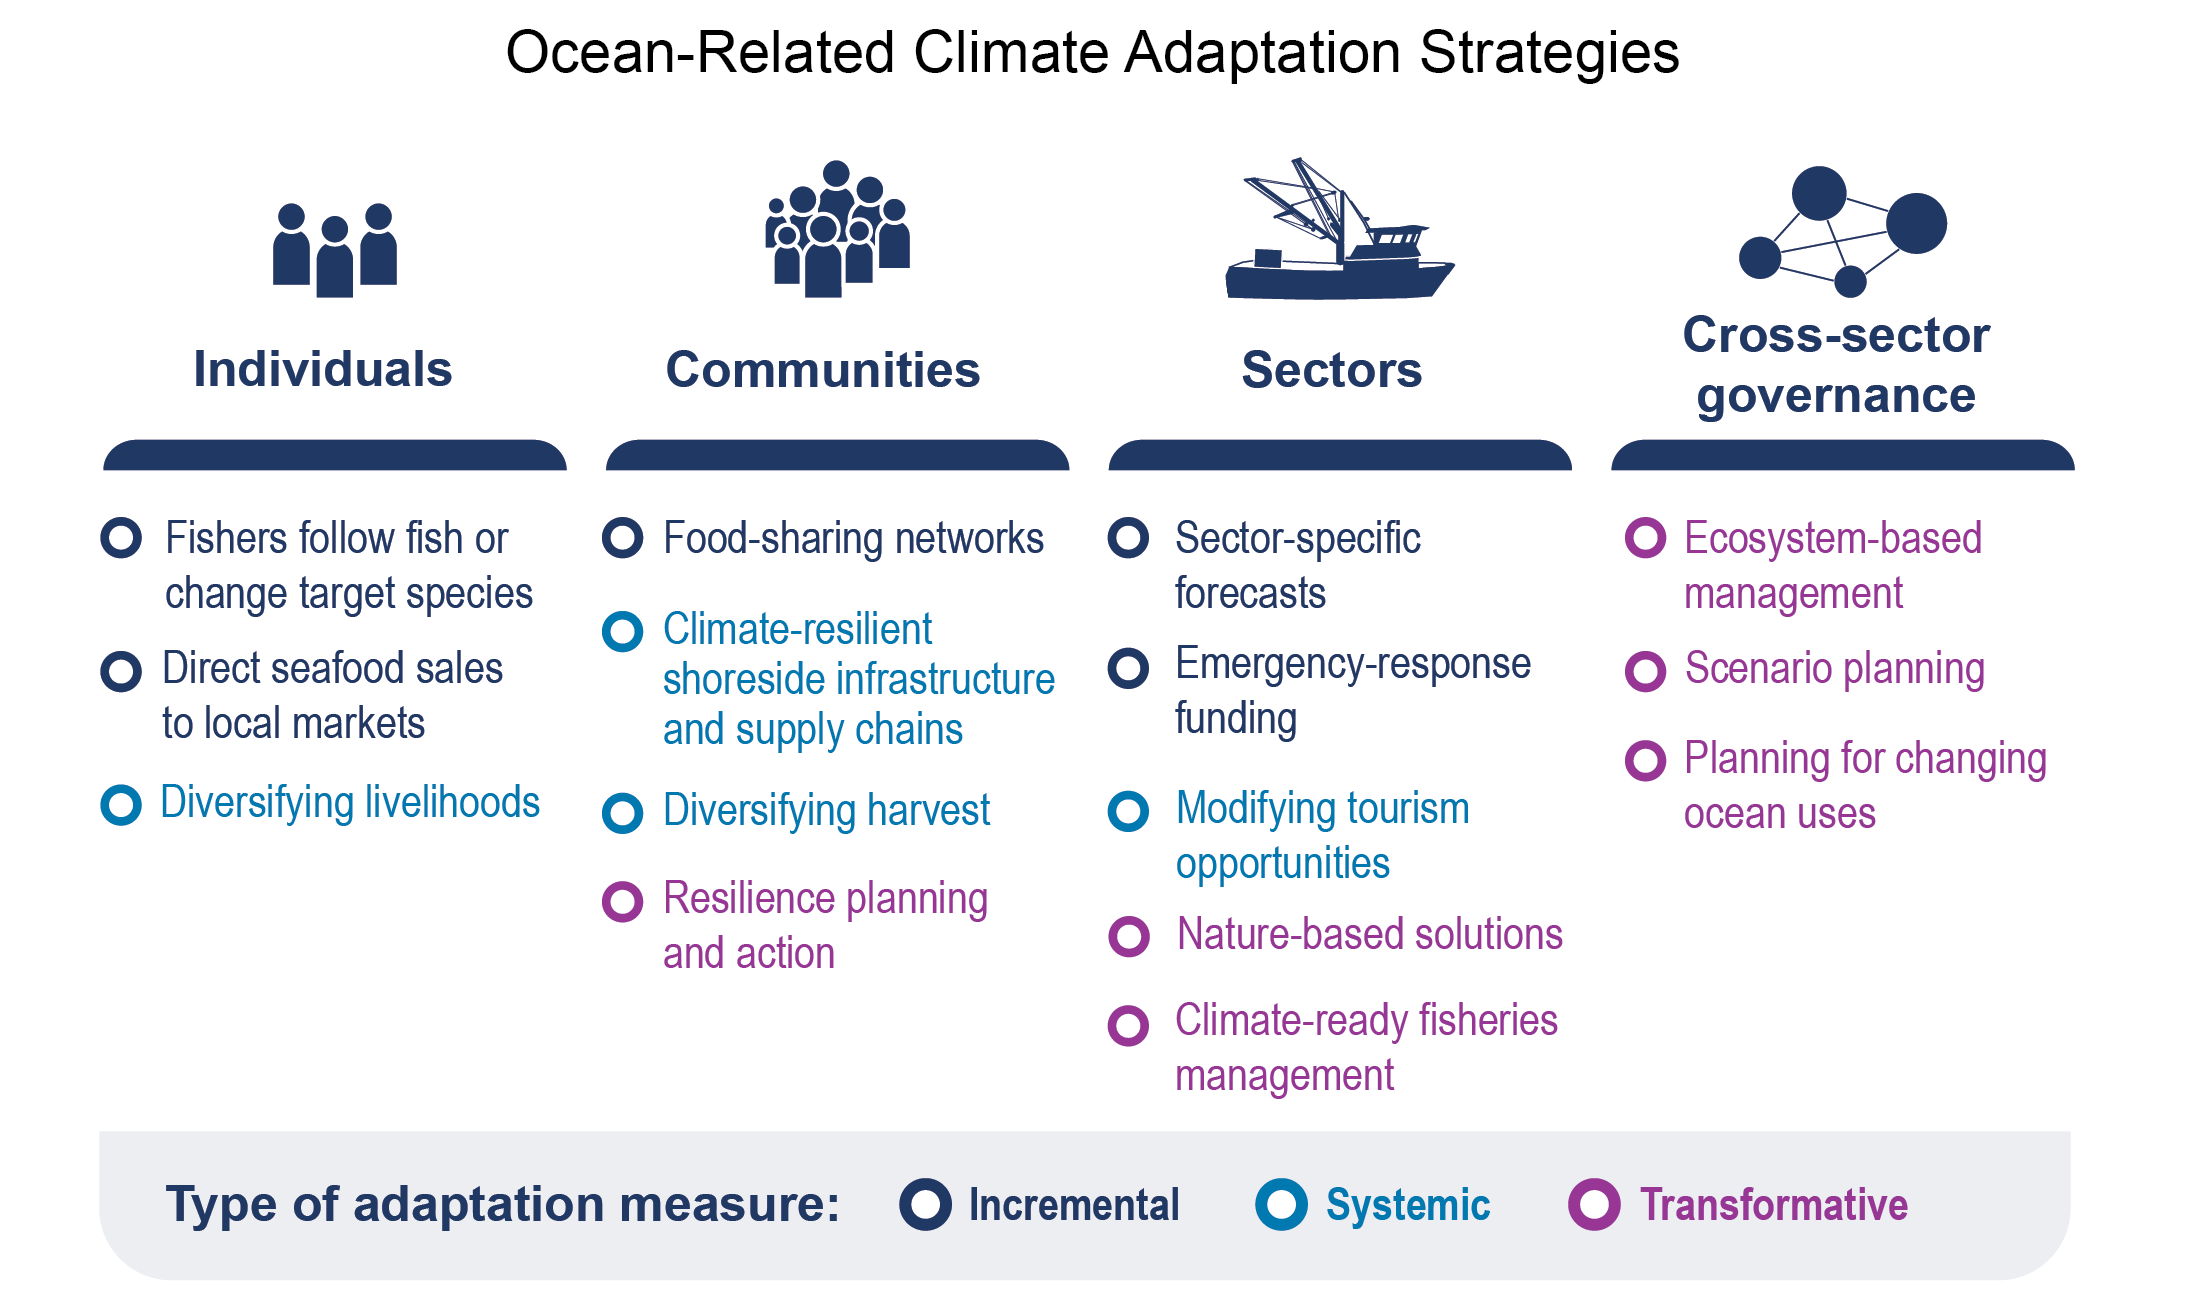 Ocean-Related Climate Adaptation Strategies
Individuals
Fishers follow fish or
change target species
Direct seafood sales
to local markets
Diversifying livelihoods
Communities
Food-sharing networks
Climate-resilient
shoreside infrastructure
and supply chains
Diversifying harvest
Resilience planning
and action
Sectors
Sector-specific
forecasts
Emergency-response
funding
Modifying tourism
opportunities
Nature-based solutions
Climate-ready fisheries
management
Cross-sector
governance
Ecosystem-based
management
Scenario planning
Planning for changing
ocean uses
Type of adaptation measure: Incremental Systemic Transformative